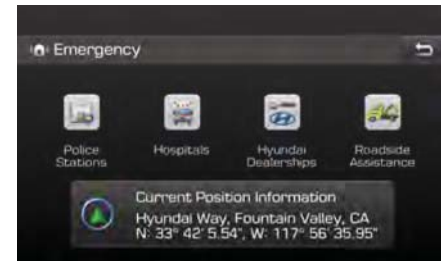 Emergency
Police
Stations
Hospitals
Hyundai
Dealerships
Roadside
Assistance
Current Position Information
Hyundai Way, Fountain Valley, CA
N: 33° 42' 5.54", W: 117° 56' 35.95"